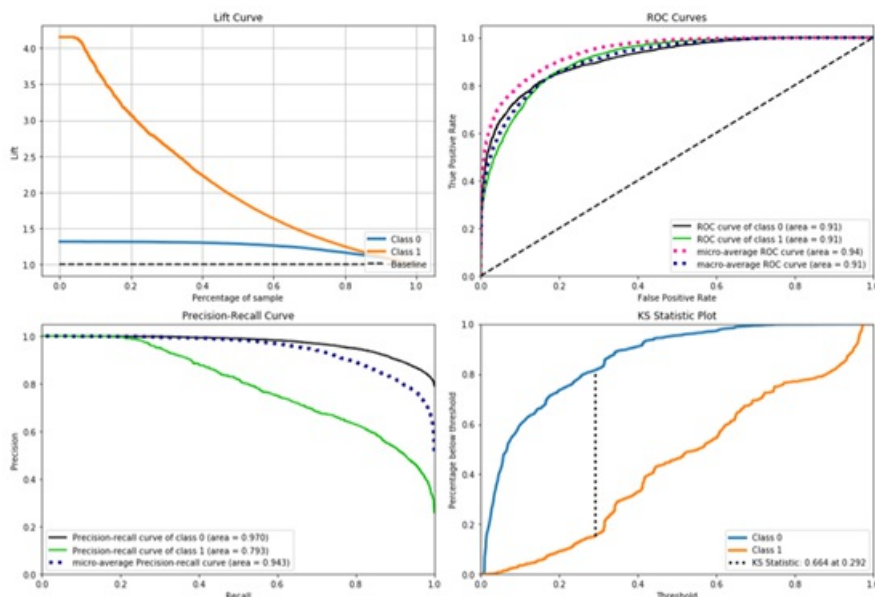 Lift Curve
4.0
3.5
3.0
2.5
2.0
1.5
1.0
Lift
0.0 0.2 0.4 0.6 0.8 1.0
Percentage of sample
Class 0
Class 1
Baseline
ROC Curves
1.0
0.8
0.6
0.4
0.2
0.0
True Positive Rate
0.0 0.2 0.4 0.6 0.8 1.0
False Positive Rate
ROC curve of class 0 (area = 0.91)
ROC curve of class 1 (area = 0.91)
micro-average ROC curve (area = 0.94)
macro-average ROC curve (area = 0.91)
Precision-Recall Curve
1.0
0.8
0.6
0.4
0.2
0.0
Precision
0.0 0.2 0.4 0.6 0.8 1.0
Recall
Precision-recall curve of class 0 (area = 0.970)
Precision-recall curve of class 1 (area = 0.793)
micro-average Precision-recall curve (area = 0.943)
KS Statistic Plot
1.0
0.8
0.6
0.4
0.2
0.0
Percentage below threshold
0.0 0.2 0.4 0.6 0.8 1.0
Threshold
Class 0
Class 1
KS Statistic: 0.664 at 0.292